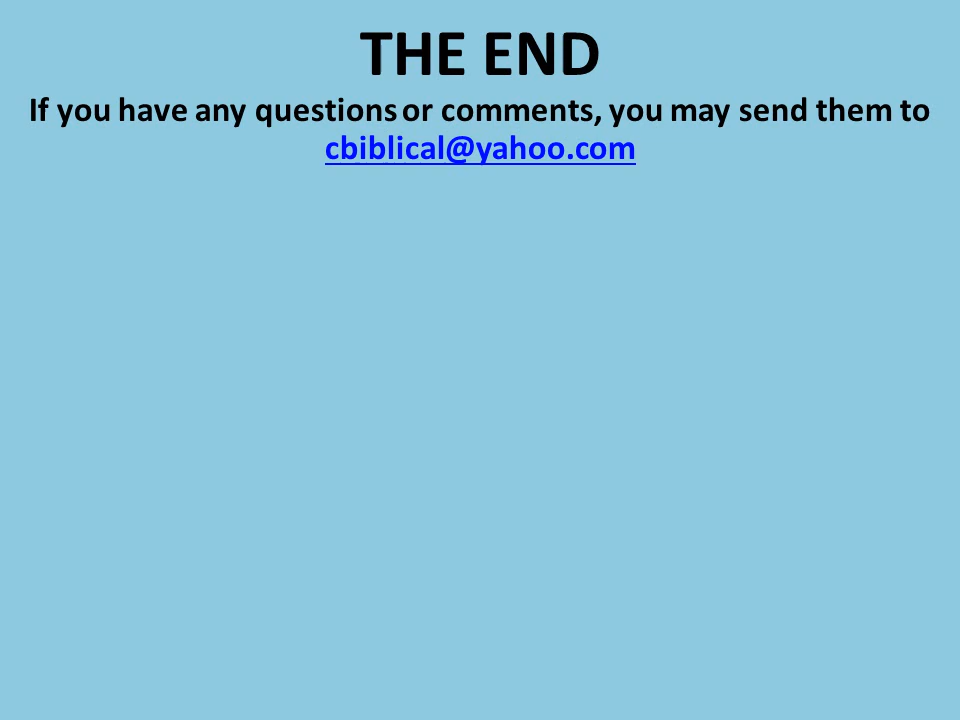 THE END
If you have any questions or comments, you may send them to
cbiblical@yahoo.com